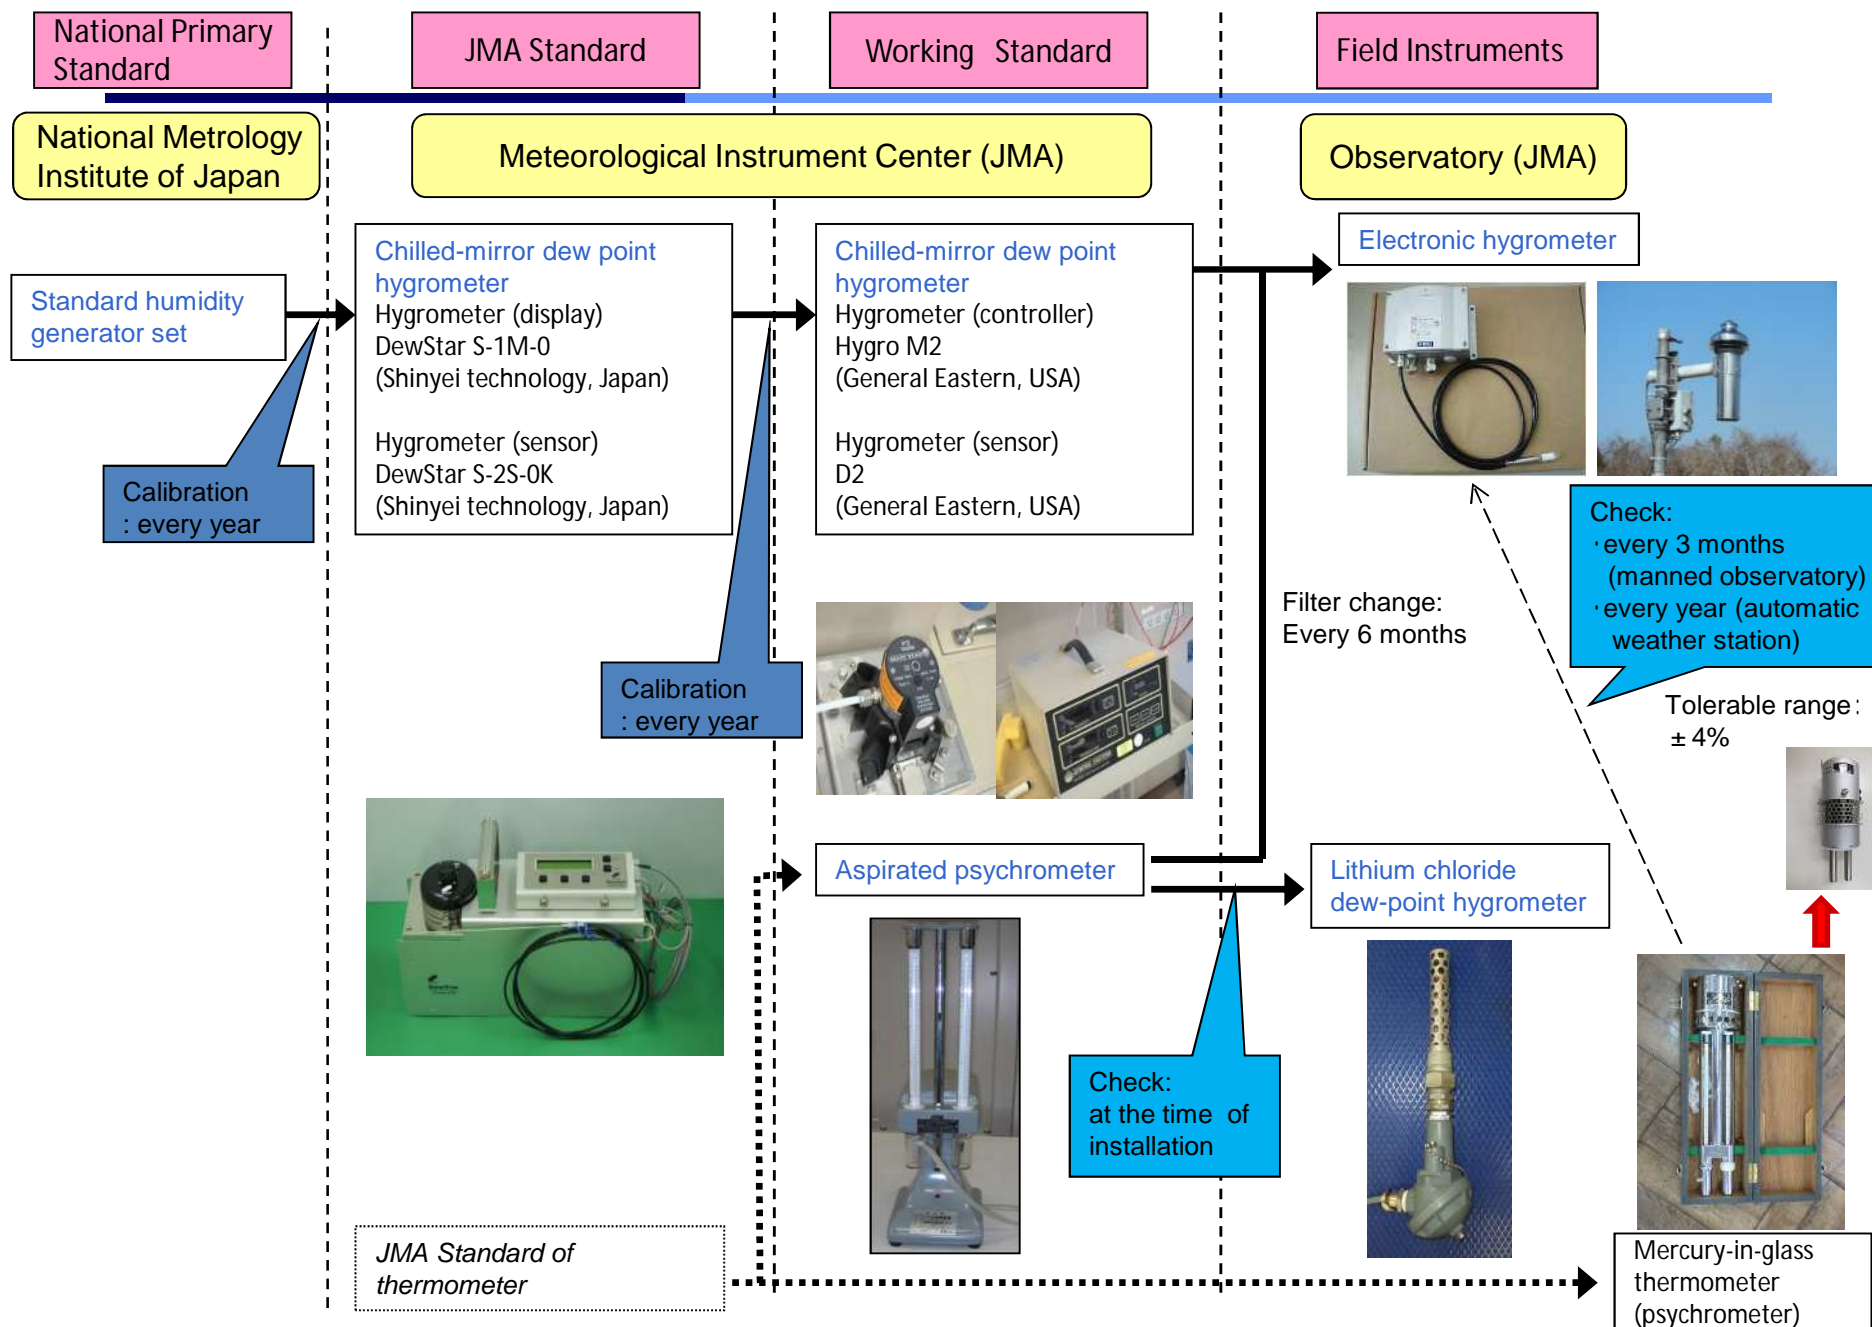 National Primary
Standard
JMA Standard
Working Standard
Field Instruments
National Metrology
Institute of Japan
Meteorological Instrument Center (JMA)
Observatory (JMA)
Standard humidity
generator set
Chilled-mirror dew point
hygrometer
Hygrometer (display)
DewStar S-1M-0
(Shinyei technology, Japan)
Hygrometer (sensor)
DewStar S-2S-0K
(Shinyei technology, Japan)
Chilled-mirror dew point
hygrometer
Hygrometer (controller)
Hygro M2
(General Eastern, USA)
Hygrometer (sensor)
D2
(General Eastern, USA)
Electronic hygrometer
Calibration
: every year
Calibration
: every year
Filter change:
Every 6 months
Check:
･every 3 months
(manned observatory)
･every year (automatic
weather station)
Tolerable range:
± 4%
Aspirated psychrometer
Lithium chloride
dew-point hygrometer
Check:
at the time of
installation
JMA Standard of
thermometer
Mercury-in-glass
thermometer
(psychrometer)